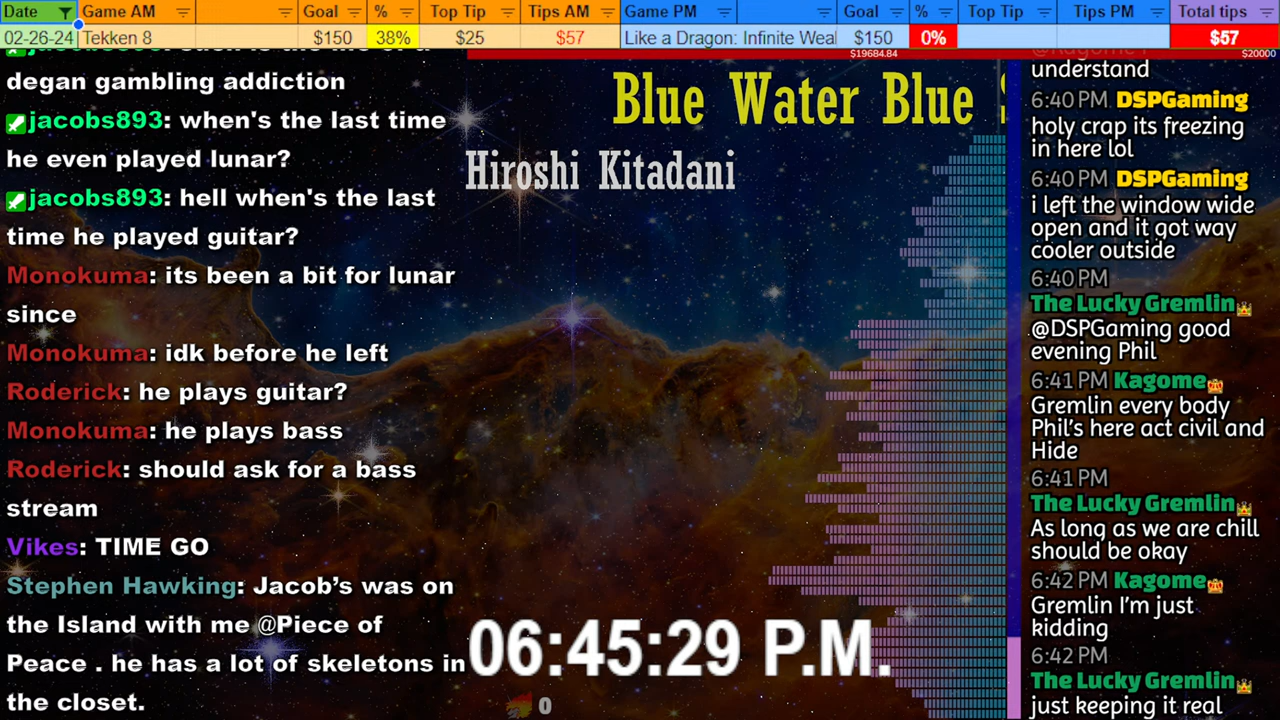 Date Game AM Goal % Top Tip Tips AM Game PM Goal % Top Tip Tips PM Total tips
02-26-24 Tekken 8 $150 38% $25 $57 Like a Dragon: Infinite Weal $150 0% $57
$19684.84 $20000
degan gambling addiction
jacobs893: when's the last time
he even played lunar?
jacobs893: hell when's the last
time he played guitar?
Monokuma: its been a bit for lunar
since
Monokuma: idk before he left
Roderick: he plays guitar?
Monokuma: he plays bass
Roderick: should ask for a bass
stream
Vikes: TIME GO
Stephen Hawking: Jacob's was on
the Island with me @Piece of
Peace . he has a lot of skeletons in
the closet.
Blue Water Blue
Hiroshi Kitadani
06:45:29 P.M.
0
understand
6:40 PM DSPGaming
holy crap its freezing
in here lol
6:40 PM DSPGaming
i left the window wide
open and it got way
cooler outside
6:40 PM
The Lucky Gremlin
@DSPGaming good
evening Phil
6:41 PM Kagome
Gremlin every body
Phil's here act civil and
Hide
6:41 PM
The Lucky Gremlin
As long as we are chill
should be okay
6:42 PM Kagome
Gremlin I'm just
kidding
6:42 PM
The Lucky Gremlin
just keeping it real